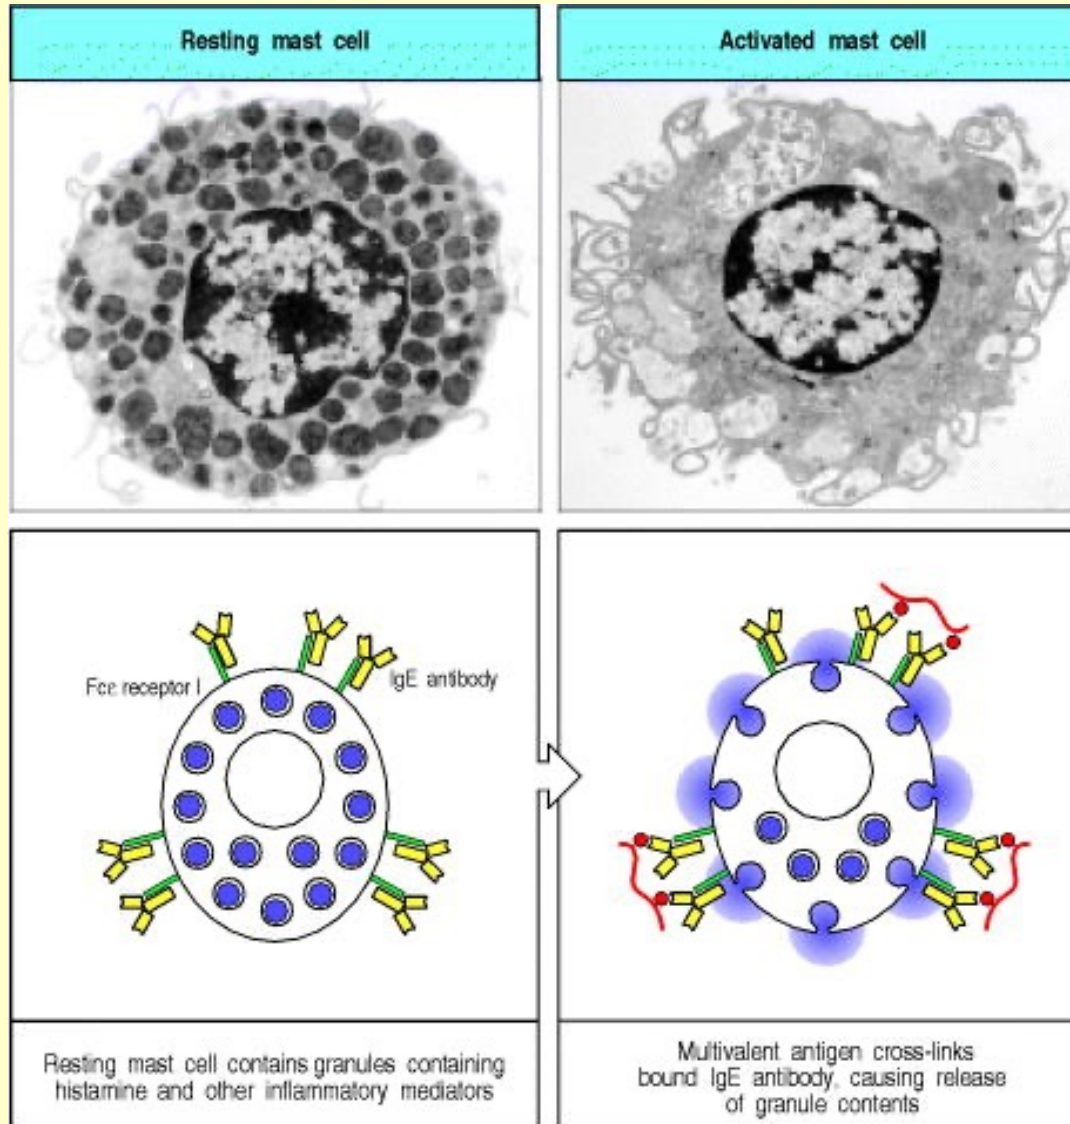 Resting mast cell
Activated mast cell
Fcε receptor I
IgE antibody
Resting mast cell contains granules containing
histamine and other inflammatory mediators
Multivalent antigen cross-links
bound IgE antibody, causing release
of granule contents